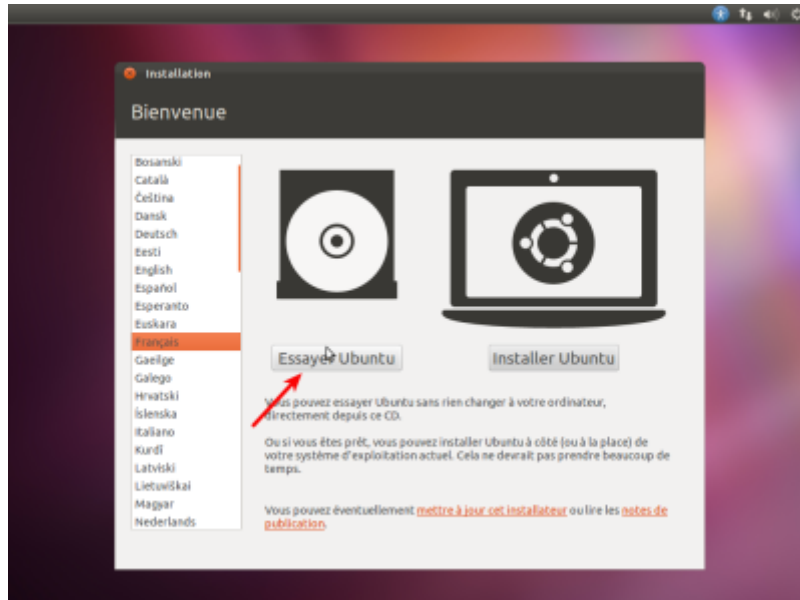 Installation
Bienvenue
Bosanski
Català
Čeština
Dansk
Deutsch
Eesti
English
Español
Esperanto
Euskara
Français
Gaeilge
Galego
Hrvatski
Íslenska
Italiano
Kurdî
Latviski
Lietuviškai
Magyar
Nederlands
Essayer Ubuntu
Installer Ubuntu
Vous pouvez essayer Ubuntu sans rien changer à votre ordinateur,
directement depuis ce CD.
Ou si vous êtes prêt, vous pouvez installer Ubuntu à côté (ou à la place) de
votre système d'exploitation actuel. Cela ne devrait pas prendre beaucoup de
temps.
Vous pouvez éventuellement mettre à jour cet installateur ou lire les notes de
publication.